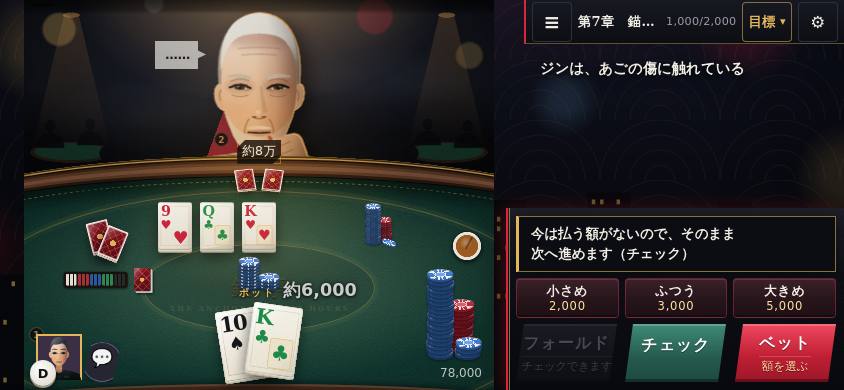 ……
2
約8万
9
Q
K
ポット 約6,000
10
K
1
D
78,000
第7章 錨… 1,000/2,000 目標 ▾
ジンは、あごの傷に触れている
今は払う額がないので、そのまま
次へ進めます（チェック）
小さめ ふつう 大きめ
2,000 3,000 5,000
フォールド チェック ベット
チェックできます 額を選ぶ